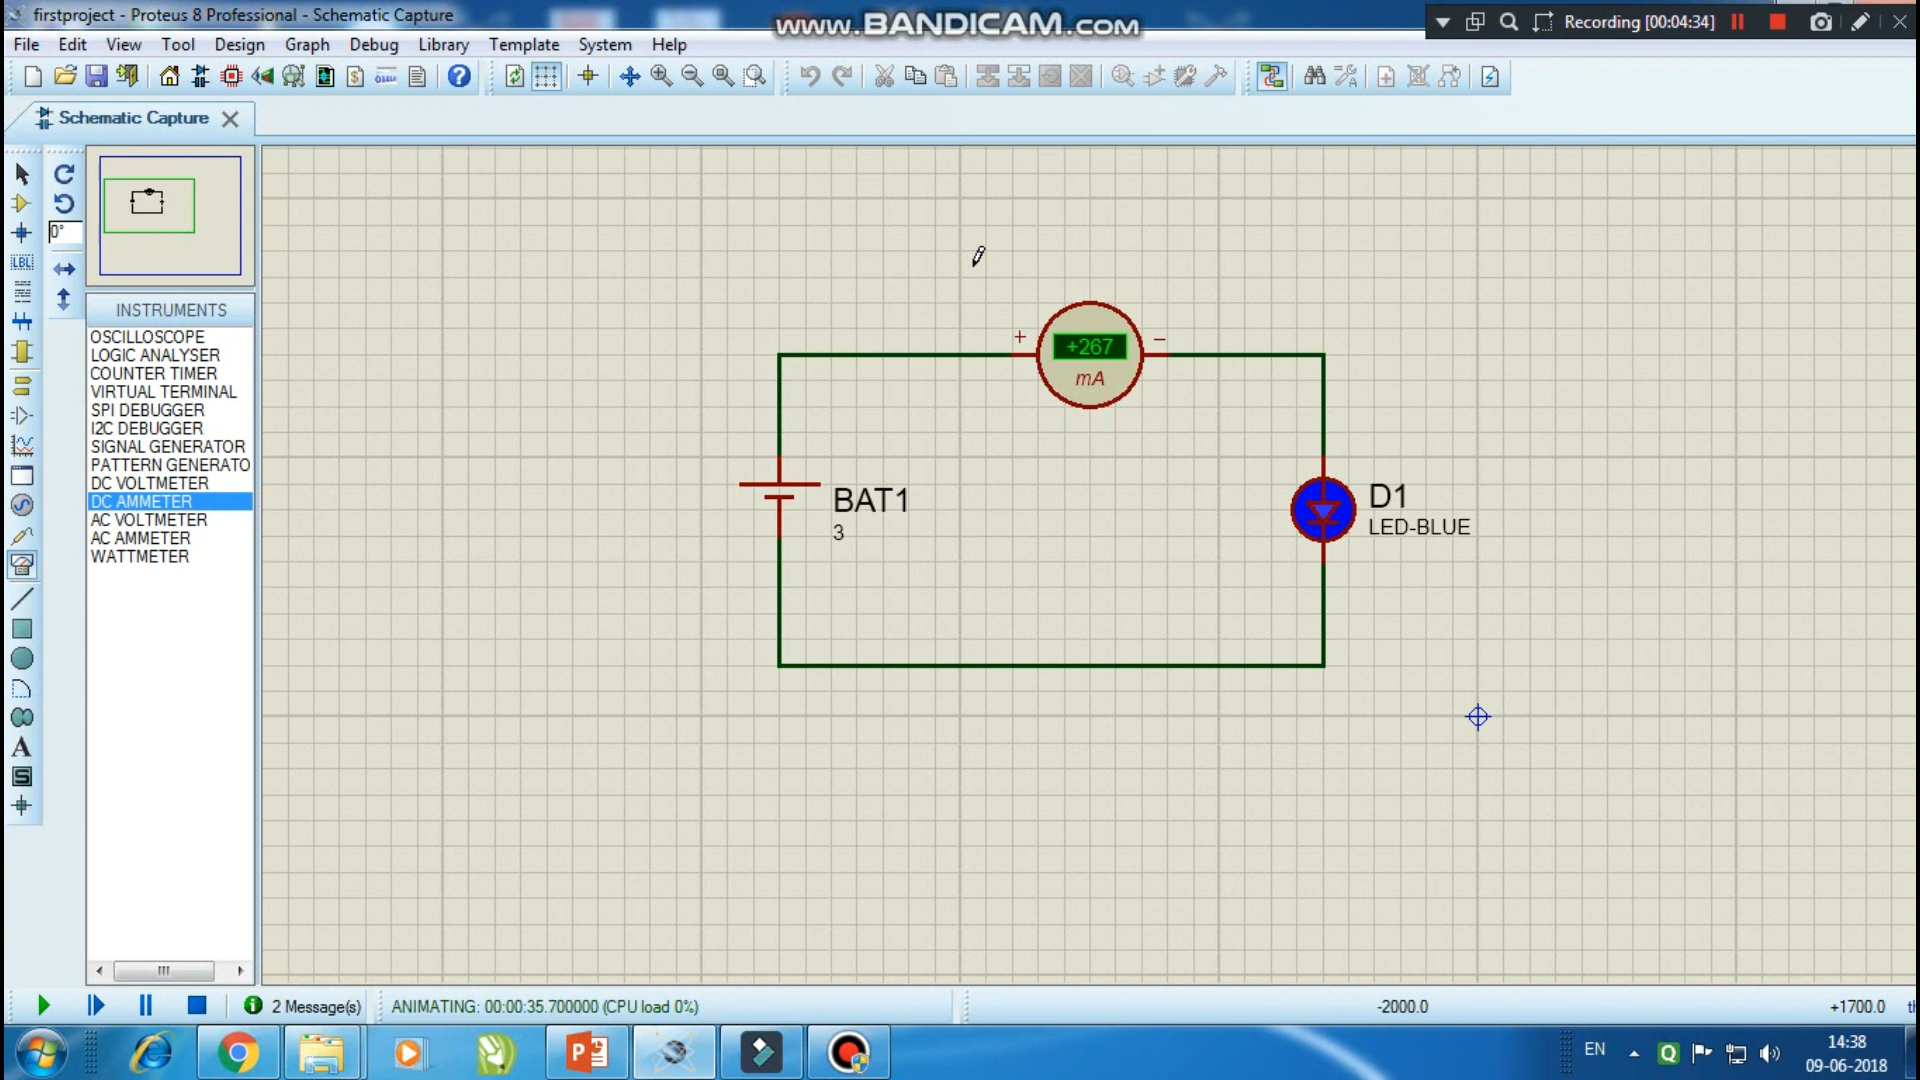 firstproject - Proteus 8 Professional - Schematic Capture
www.BANDICAM.com
Recording [00:04:34]
File Edit View Tool Design Graph Debug Library Template System Help
Schematic Capture
LBL
0°
INSTRUMENTS
OSCILLOSCOPE
LOGIC ANALYSER
COUNTER TIMER
VIRTUAL TERMINAL
SPI DEBUGGER
I2C DEBUGGER
SIGNAL GENERATOR
PATTERN GENERATO
DC VOLTMETER
DC AMMETER
AC VOLTMETER
AC AMMETER
WATTMETER
A
S
+ +267 −
mA
BAT1
3
D1
LED-BLUE
2 Message(s) ANIMATING: 00:00:35.700000 (CPU load 0%) -2000.0 +1700.0 th
EN 14:38
09-06-2018